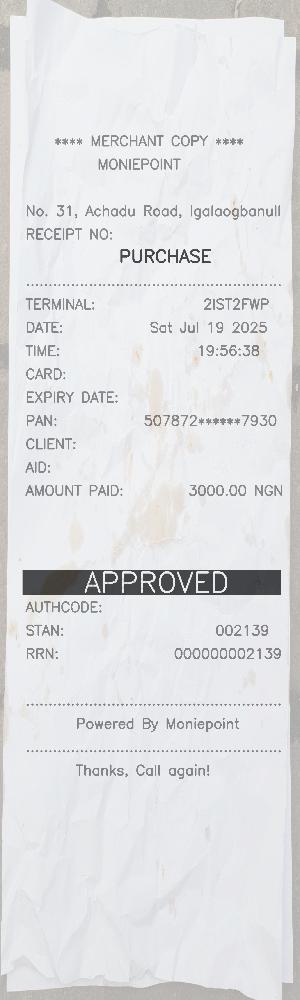 **** MERCHANT COPY ****
MONIEPOINT
No. 31, Achadu Road, Igalaogbanull
RECEIPT NO:
PURCHASE
TERMINAL: 2IST2FWP
DATE: Sat Jul 19 2025
TIME: 19:56:38
CARD:
EXPIRY DATE:
PAN: 507872******7930
CLIENT:
AID:
AMOUNT PAID: 3000.00 NGN
APPROVED
AUTHCODE:
STAN: 002139
RRN: 000000002139
Powered By Moniepoint
Thanks, Call again!